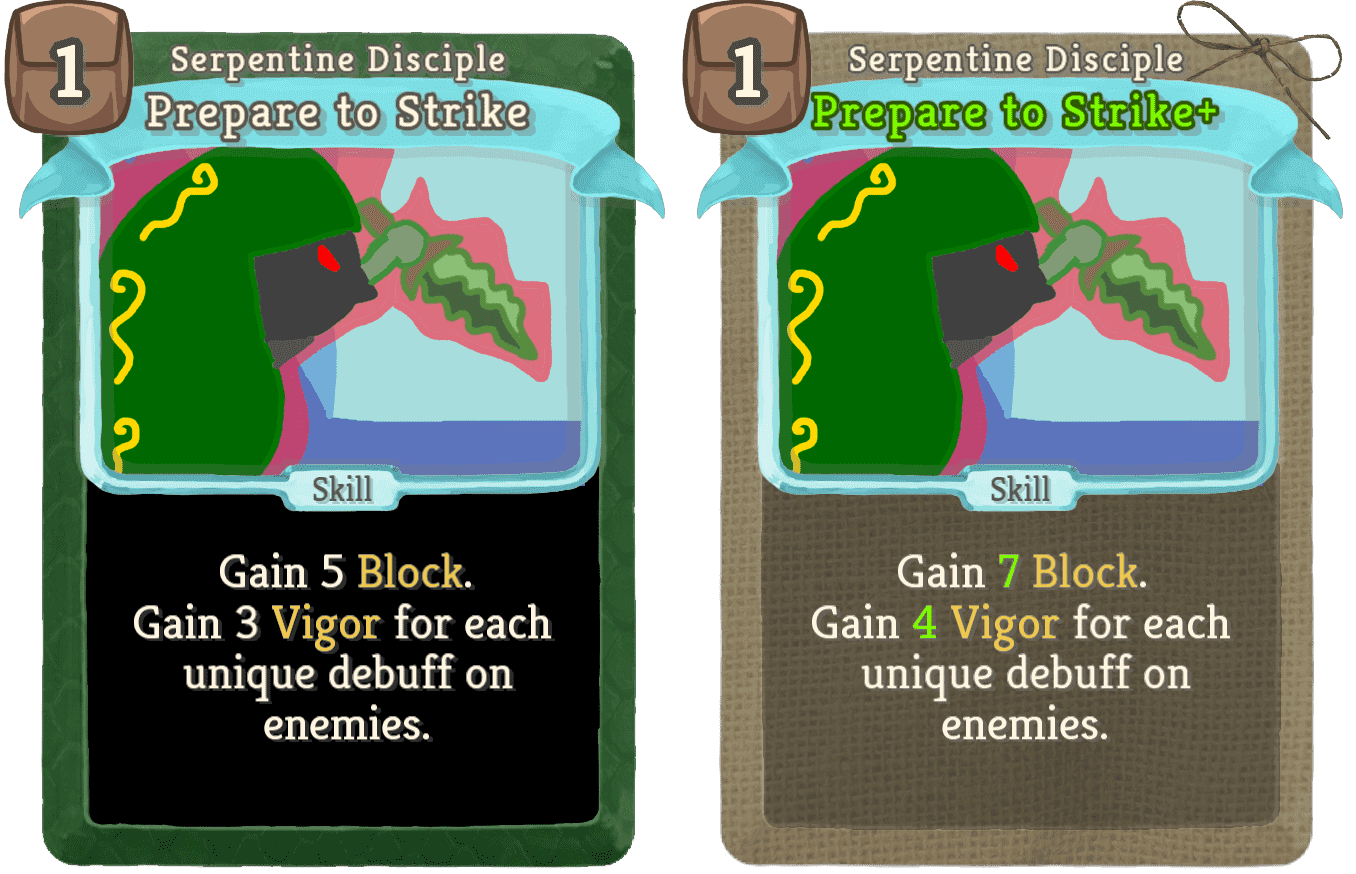 1
Serpentine Disciple
Prepare to Strike
Skill
Gain 5 Block.
Gain 3 Vigor for each
unique debuff on
enemies.
1
Serpentine Disciple
Prepare to Strike+
Skill
Gain 7 Block.
Gain 4 Vigor for each
unique debuff on
enemies.